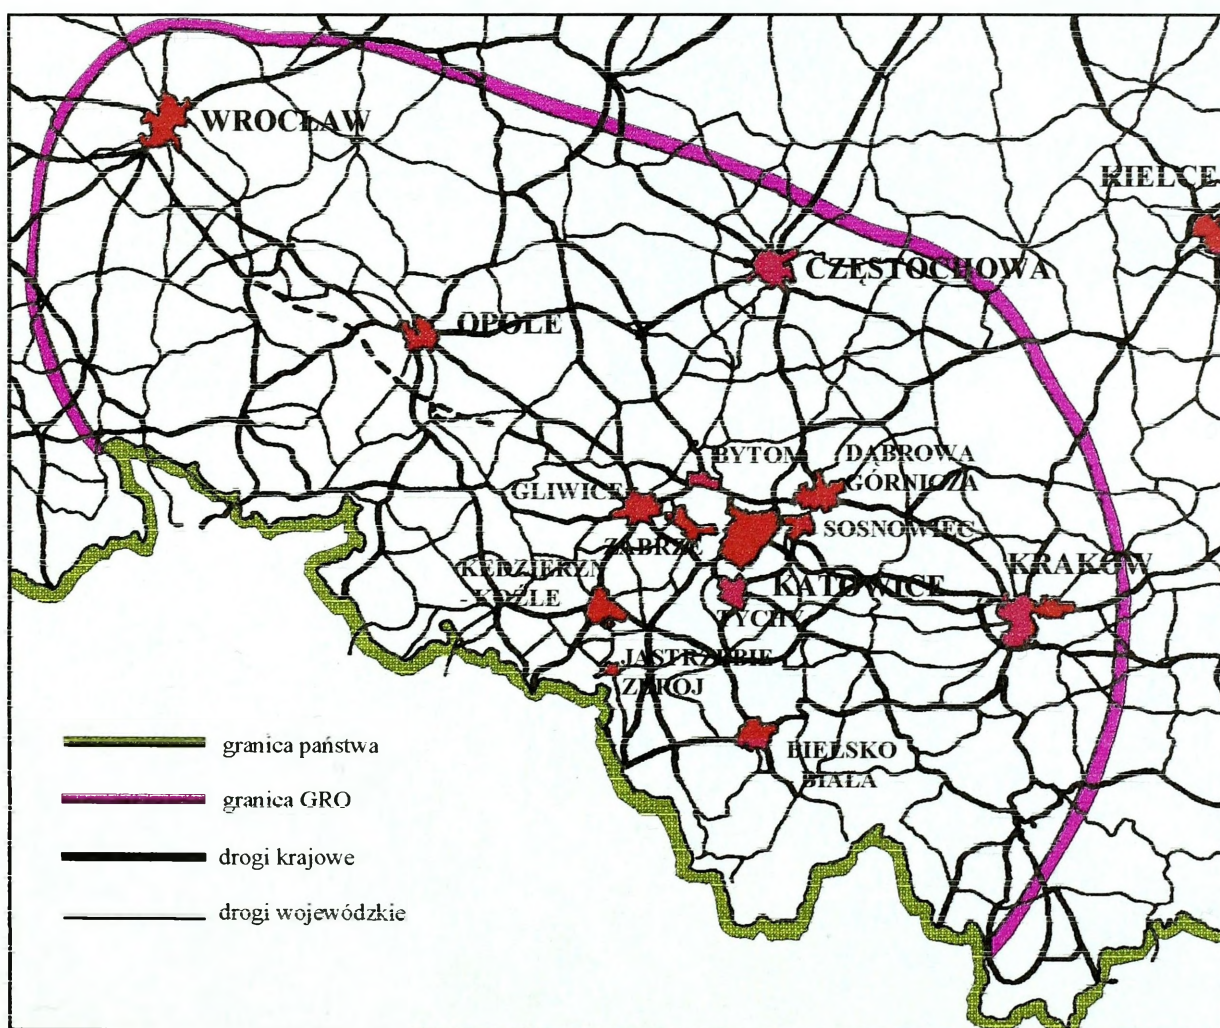 WROCŁAW
KIELCE
CZĘSTOCHOWA
OPOLE
BYTOM
DĄBROWA
GÓRNICZA
GLIWICE
SOSNOWIEC
ZABRZE
KRAKÓW
KĘDZIERZYN
- KOŹLE
KATOWICE
TYCHY
JASTRZĘBIE
ZDRÓJ
BIELSKO
BIAŁA
granica państwa
granica GRO
drogi krajowe
drogi wojewódzkie